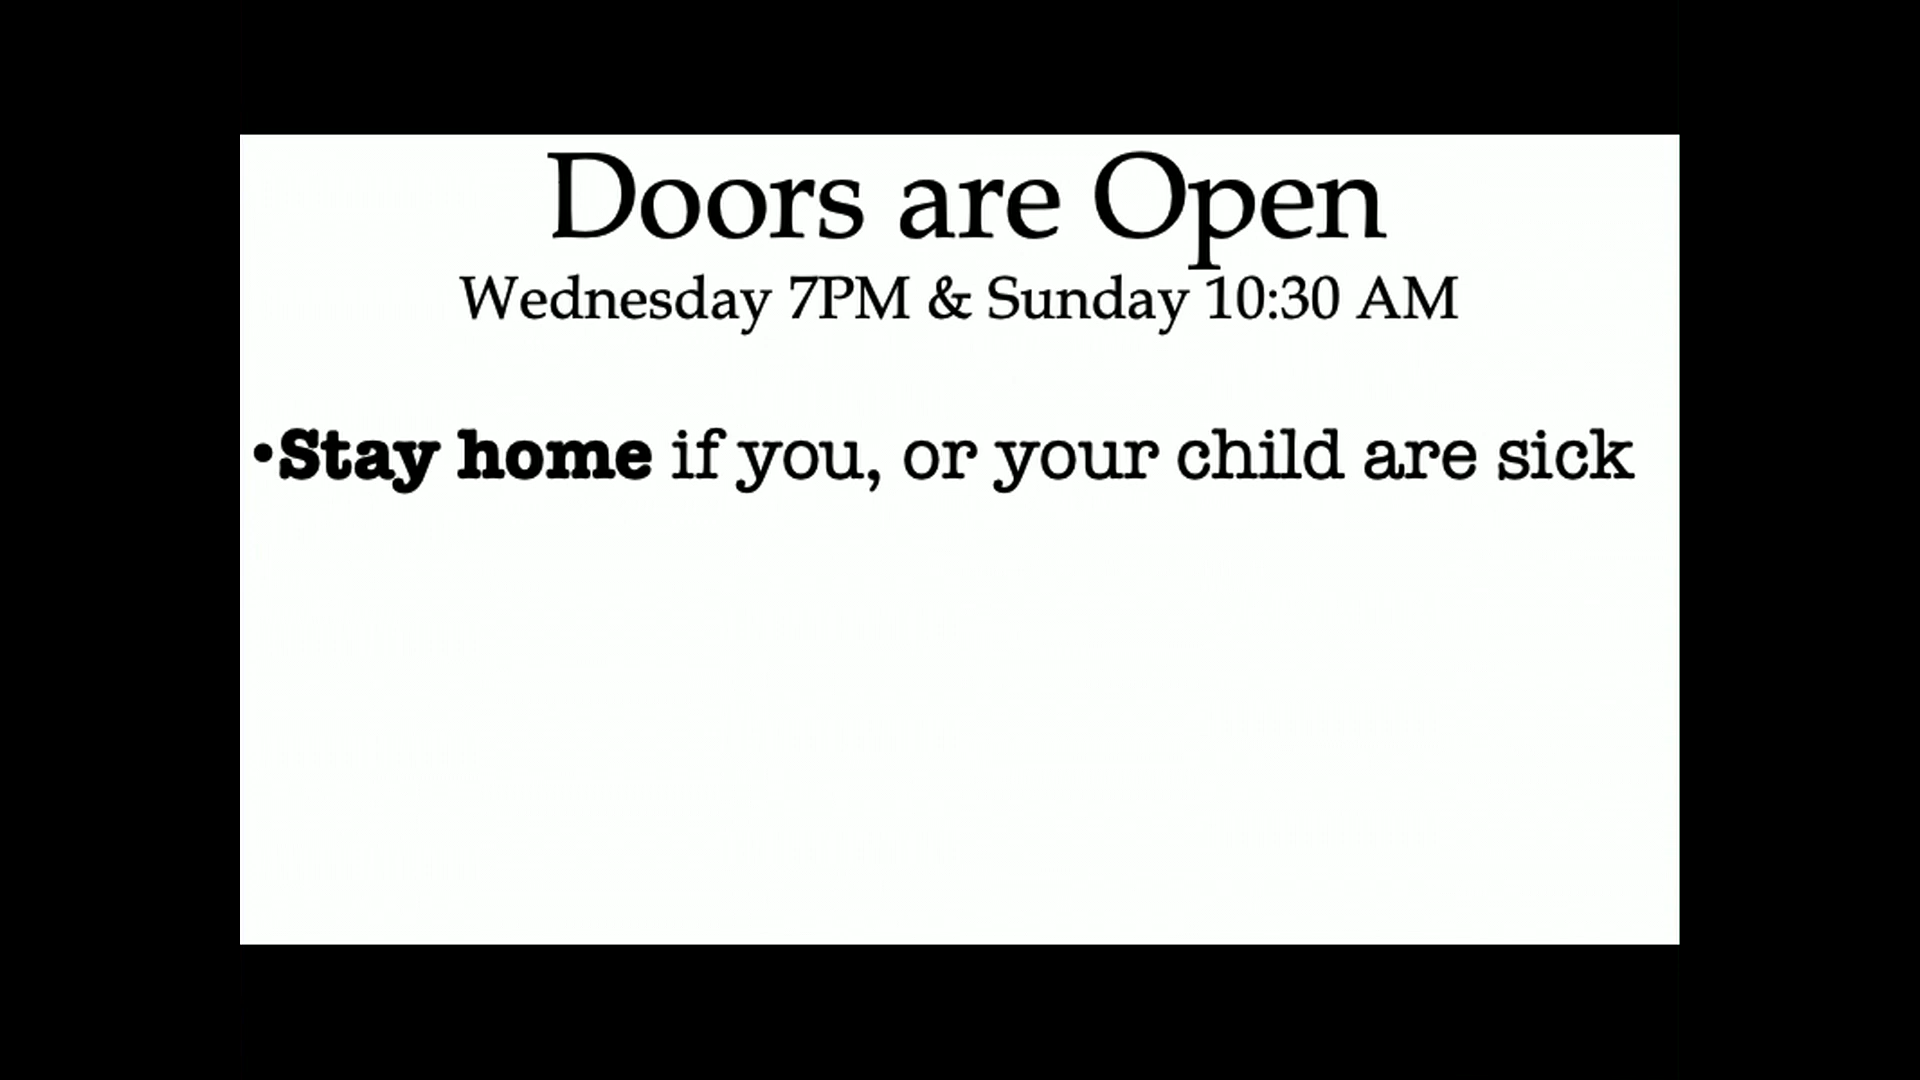 Doors are Open
Wednesday 7PM & Sunday 10:30 AM
•Stay home if you, or your child are sick